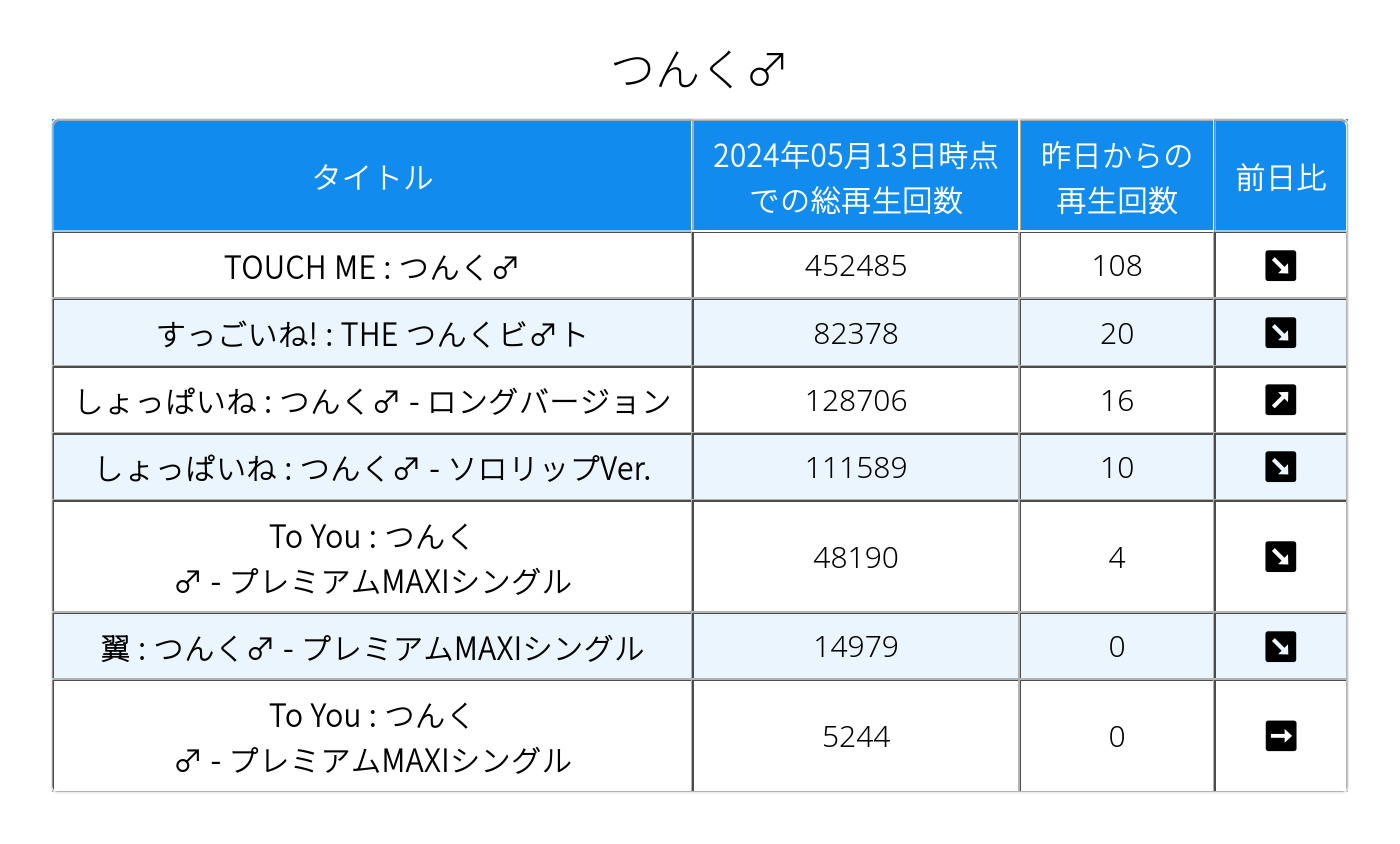 つんく♂
タイトル
2024年05月13日時点
での総再生回数
昨日からの
再生回数
前日比
TOUCH ME : つんく♂
452485
108
↘
すっごいね! : THE つんくビ♂ト
82378
20
↘
しょっぱいね : つんく♂ - ロングバージョン
128706
16
↗
しょっぱいね : つんく♂ - ソロリップVer.
111589
10
↘
To You : つんく
♂ - プレミアムMAXIシングル
48190
4
↘
翼 : つんく♂ - プレミアムMAXIシングル
14979
0
↘
To You : つんく
♂ - プレミアムMAXIシングル
5244
0
→